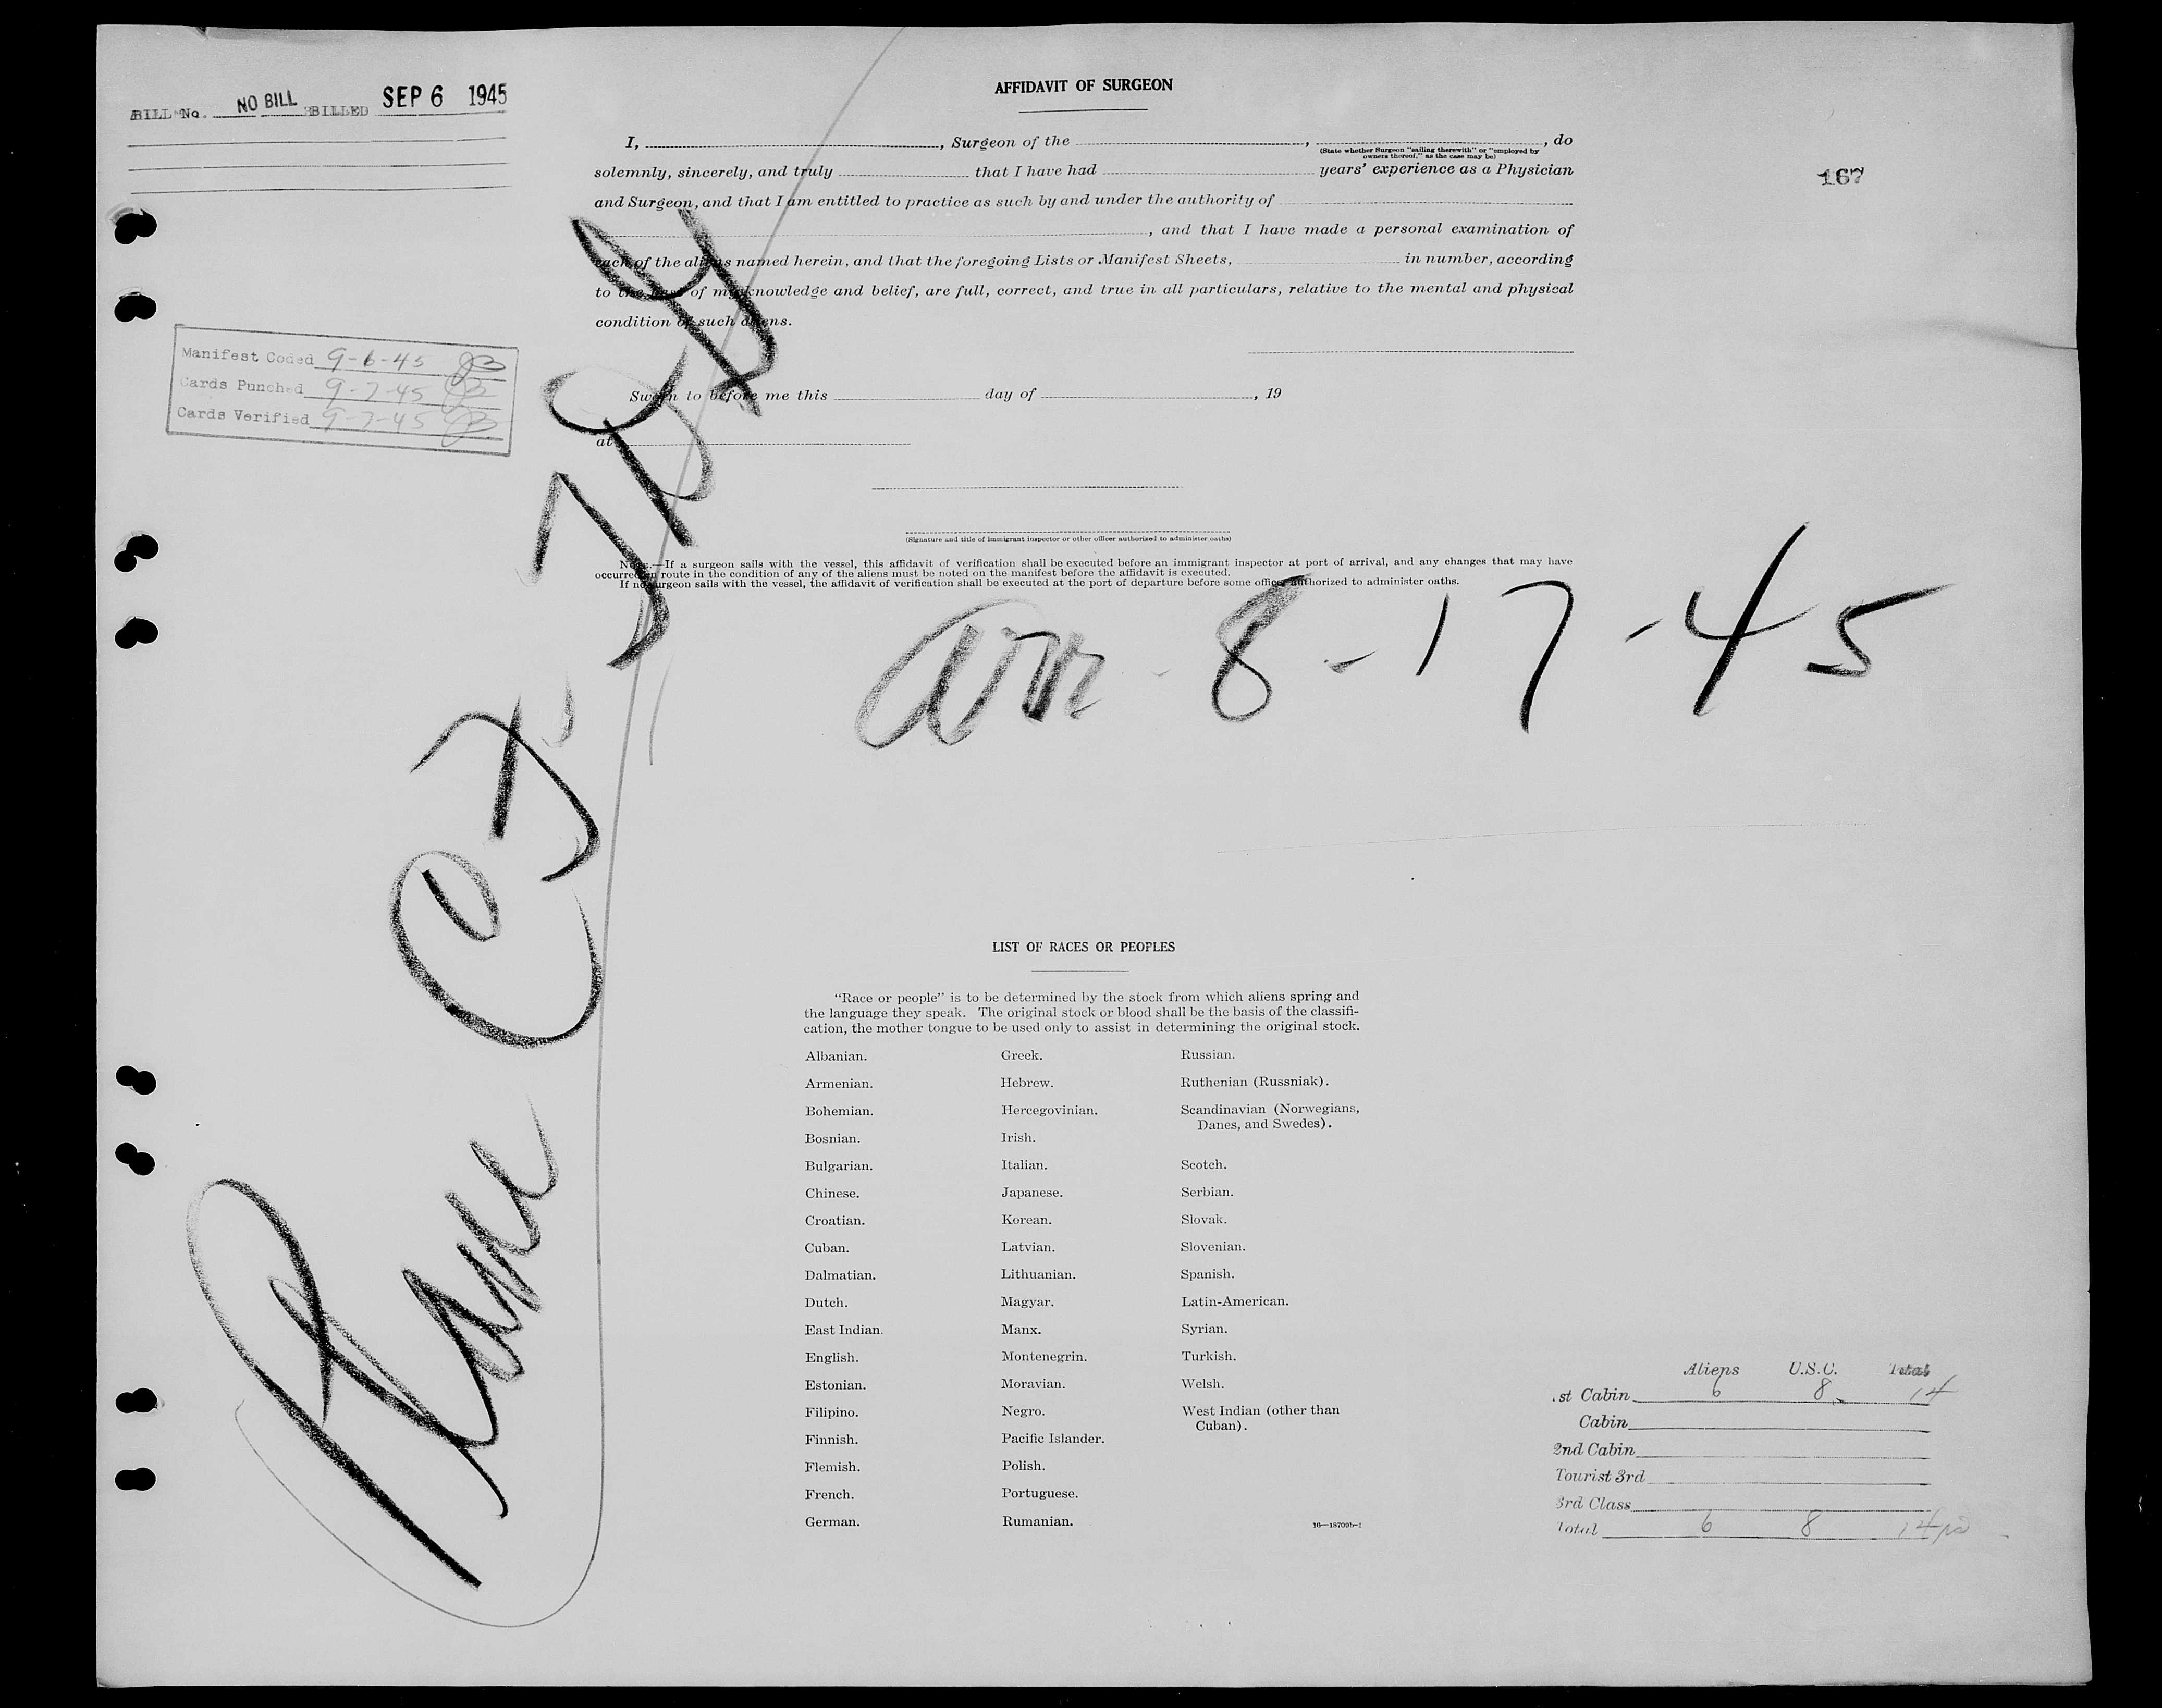 BILL No. NO BILL BILLED SEP 6 1945
AFFIDAVIT OF SURGEON
I, , Surgeon of the , , do
(State whether Surgeon "sailing therewith" or "employed by
owners thereof," as the case may be)
solemnly, sincerely, and truly that I have had years' experience as a Physician
167
and Surgeon, and that I am entitled to practice as such by and under the authority of
, and that I have made a personal examination of
each of the aliens named herein, and that the foregoing Lists or Manifest Sheets, in number, according
to the best of my knowledge and belief, are full, correct, and true in all particulars, relative to the mental and physical
condition of such aliens.
Manifest Coded 9-6-45
Cards Punched 9-7-45
Cards Verified 9-7-45
Sworn to before me this day of , 19
at
(Signature and title of immigrant inspector or other officer authorized to administer oaths)
NOTE.—If a surgeon sails with the vessel, this affidavit of verification shall be executed before an immigrant inspector at port of arrival, and any changes that may have
occurred en route in the condition of any of the aliens must be noted on the manifest before the affidavit is executed.
If no surgeon sails with the vessel, the affidavit of verification shall be executed at the port of departure before some officer authorized to administer oaths.
Plane
arr - 8-17-45
LIST OF RACES OR PEOPLES
"Race or people" is to be determined by the stock from which aliens spring and
the language they speak. The original stock or blood shall be the basis of the classifi-
cation, the mother tongue to be used only to assist in determining the original stock.
Albanian.
Armenian.
Bohemian.
Bosnian.
Bulgarian.
Chinese.
Croatian.
Cuban.
Dalmatian.
Dutch.
East Indian.
English.
Estonian.
Filipino.
Finnish.
Flemish.
French.
German.
Greek.
Hebrew.
Hercegovinian.
Irish.
Italian.
Japanese.
Korean.
Latvian.
Lithuanian.
Magyar.
Manx.
Montenegrin.
Moravian.
Negro.
Pacific Islander.
Polish.
Portuguese.
Rumanian.
Russian.
Ruthenian (Russniak).
Scandinavian (Norwegians,
Danes, and Swedes).
Scotch.
Serbian.
Slovak.
Slovenian.
Spanish.
Latin-American.
Syrian.
Turkish.
Welsh.
West Indian (other than
Cuban).
16—18709b-1
Aliens U.S.C. Total
1st Cabin 6 8 14
Cabin
2nd Cabin
Tourist 3rd
3rd Class
Total 6 8 14